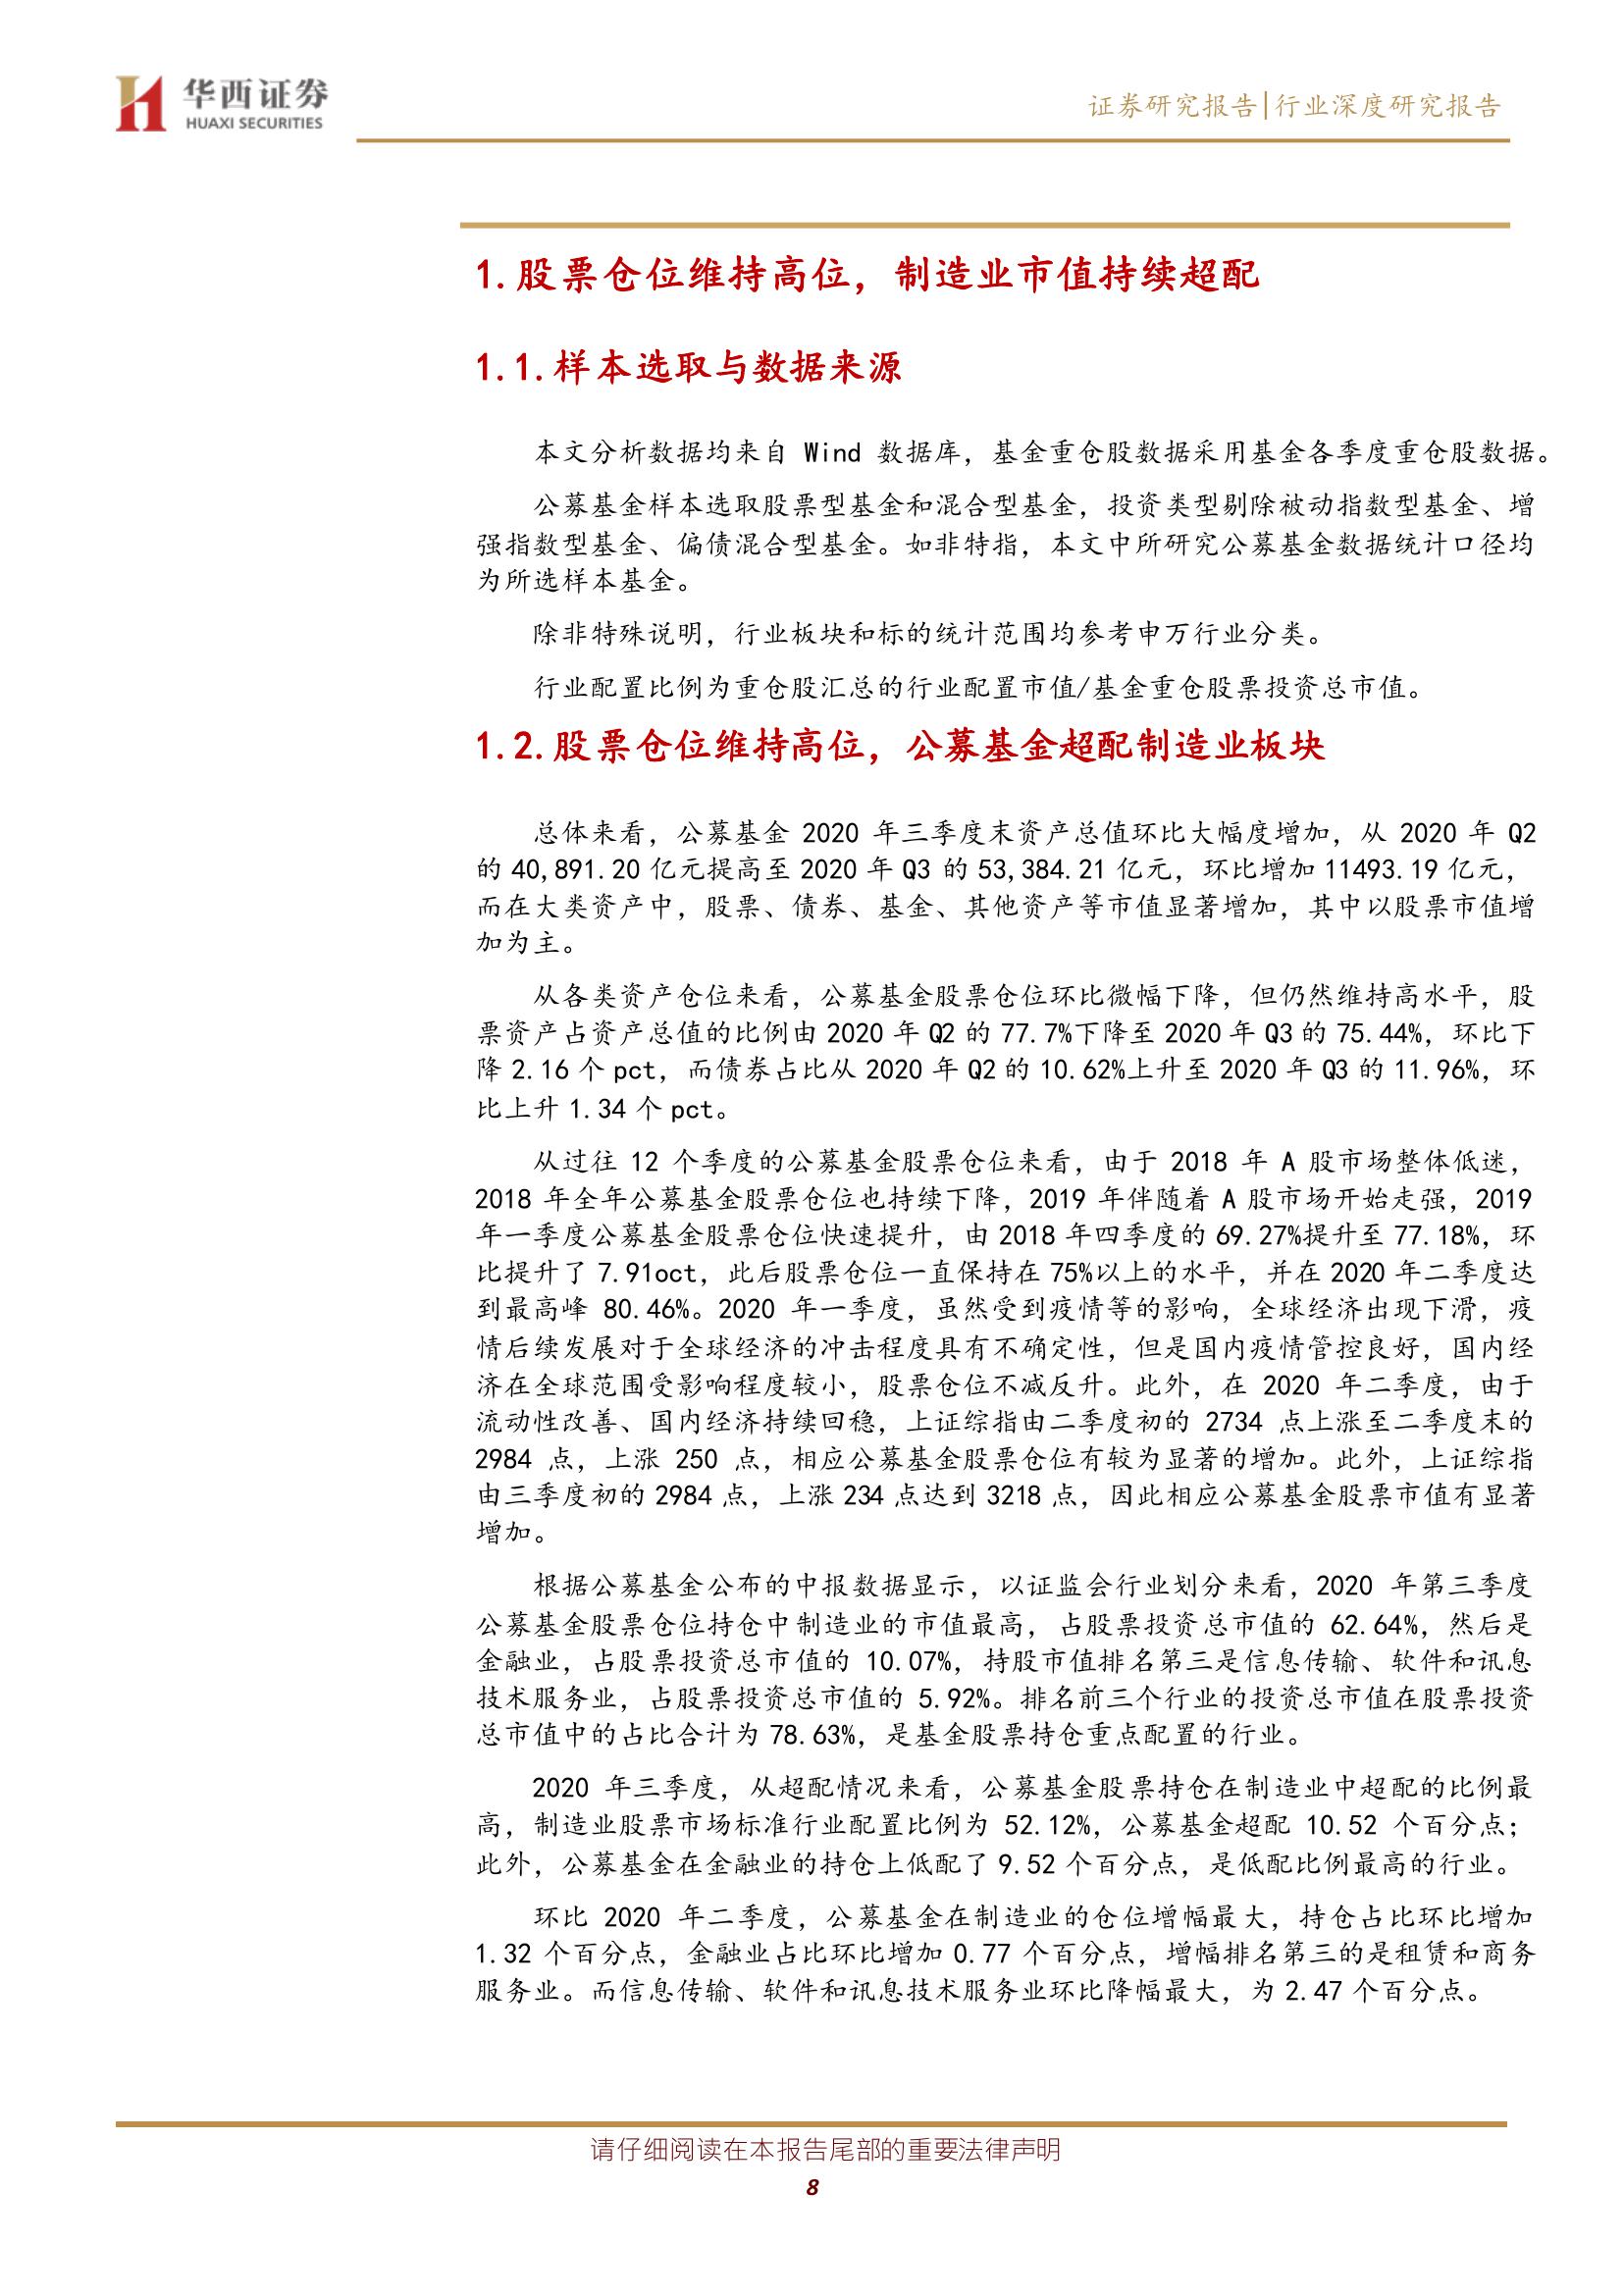 华西证券
HUAXI SECURITIES
证券研究报告|行业深度研究报告
1.股票仓位维持高位，制造业市值持续超配
1.1.样本选取与数据来源
本文分析数据均来自 Wind 数据库，基金重仓股数据采用基金各季度重仓股数据。
公募基金样本选取股票型基金和混合型基金，投资类型剔除被动指数型基金、增
强指数型基金、偏债混合型基金。如非特指，本文中所研究公募基金数据统计口径均
为所选样本基金。
除非特殊说明，行业板块和标的统计范围均参考申万行业分类。
行业配置比例为重仓股汇总的行业配置市值/基金重仓股票投资总市值。
1.2.股票仓位维持高位，公募基金超配制造业板块
总体来看，公募基金 2020 年三季度末资产总值环比大幅度增加，从 2020 年 Q2
的 40,891.20 亿元提高至 2020 年 Q3 的 53,384.21 亿元，环比增加 11493.19 亿元，
而在大类资产中，股票、债券、基金、其他资产等市值显著增加，其中以股票市值增
加为主。
从各类资产仓位来看，公募基金股票仓位环比微幅下降，但仍然维持高水平，股
票资产占资产总值的比例由 2020 年 Q2 的 77.7%下降至 2020 年 Q3 的 75.44%，环比下
降 2.16 个 pct，而债券占比从 2020 年 Q2 的 10.62%上升至 2020 年 Q3 的 11.96%，环
比上升 1.34 个 pct。
从过往 12 个季度的公募基金股票仓位来看，由于 2018 年 A 股市场整体低迷，
2018 年全年公募基金股票仓位也持续下降，2019 年伴随着 A 股市场开始走强，2019
年一季度公募基金股票仓位快速提升，由 2018 年四季度的 69.27%提升至 77.18%，环
比提升了 7.91oct，此后股票仓位一直保持在 75%以上的水平，并在 2020 年二季度达
到最高峰 80.46%。2020 年一季度，虽然受到疫情等的影响，全球经济出现下滑，疫
情后续发展对于全球经济的冲击程度具有不确定性，但是国内疫情管控良好，国内经
济在全球范围受影响程度较小，股票仓位不减反升。此外，在 2020 年二季度，由于
流动性改善、国内经济持续回稳，上证综指由二季度初的 2734 点上涨至二季度末的
2984 点，上涨 250 点，相应公募基金股票仓位有较为显著的增加。此外，上证综指
由三季度初的 2984 点，上涨 234 点达到 3218 点，因此相应公募基金股票市值有显著
增加。
根据公募基金公布的中报数据显示，以证监会行业划分来看，2020 年第三季度
公募基金股票仓位持仓中制造业的市值最高，占股票投资总市值的 62.64%，然后是
金融业，占股票投资总市值的 10.07%，持股市值排名第三是信息传输、软件和讯息
技术服务业，占股票投资总市值的 5.92%。排名前三个行业的投资总市值在股票投资
总市值中的占比合计为 78.63%，是基金股票持仓重点配置的行业。
2020 年三季度，从超配情况来看，公募基金股票持仓在制造业中超配的比例最
高，制造业股票市场标准行业配置比例为 52.12%，公募基金超配 10.52 个百分点；
此外，公募基金在金融业的持仓上低配了 9.52 个百分点，是低配比例最高的行业。
环比 2020 年二季度，公募基金在制造业的仓位增幅最大，持仓占比环比增加
1.32 个百分点，金融业占比环比增加 0.77 个百分点，增幅排名第三的是租赁和商务
服务业。而信息传输、软件和讯息技术服务业环比降幅最大，为 2.47 个百分点。
请仔细阅读在本报告尾部的重要法律声明
8